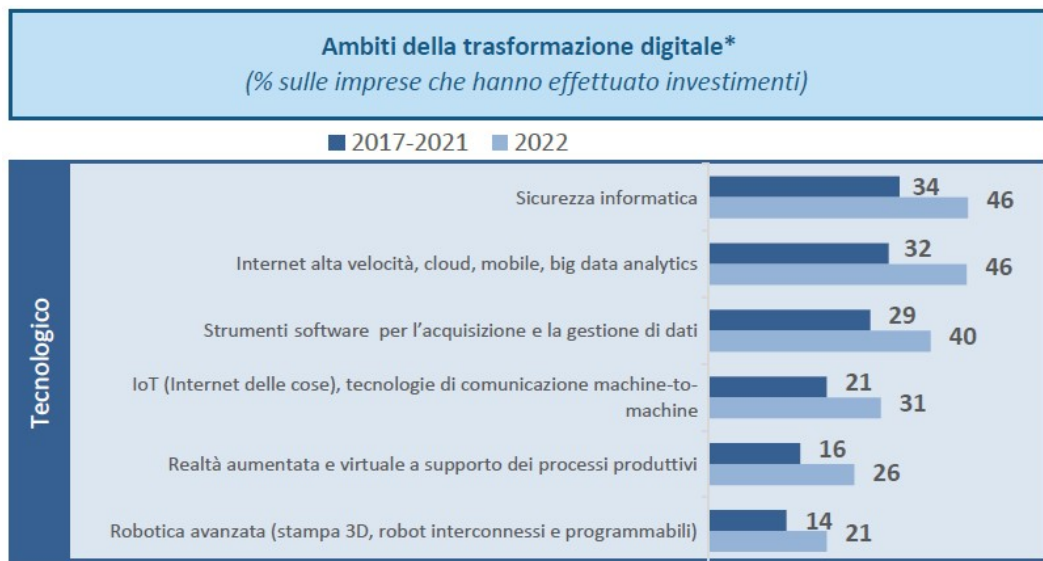 Ambiti della trasformazione digitale*
(% sulle imprese che hanno effettuato investimenti)
2017-2021 2022
Tecnologico
Sicurezza informatica
34
46
Internet alta velocità, cloud, mobile, big data analytics
32
46
Strumenti software per l'acquisizione e la gestione di dati
29
40
IoT (Internet delle cose), tecnologie di comunicazione machine-to-
machine
21
31
Realtà aumentata e virtuale a supporto dei processi produttivi
16
26
Robotica avanzata (stampa 3D, robot interconnessi e programmabili)
14
21